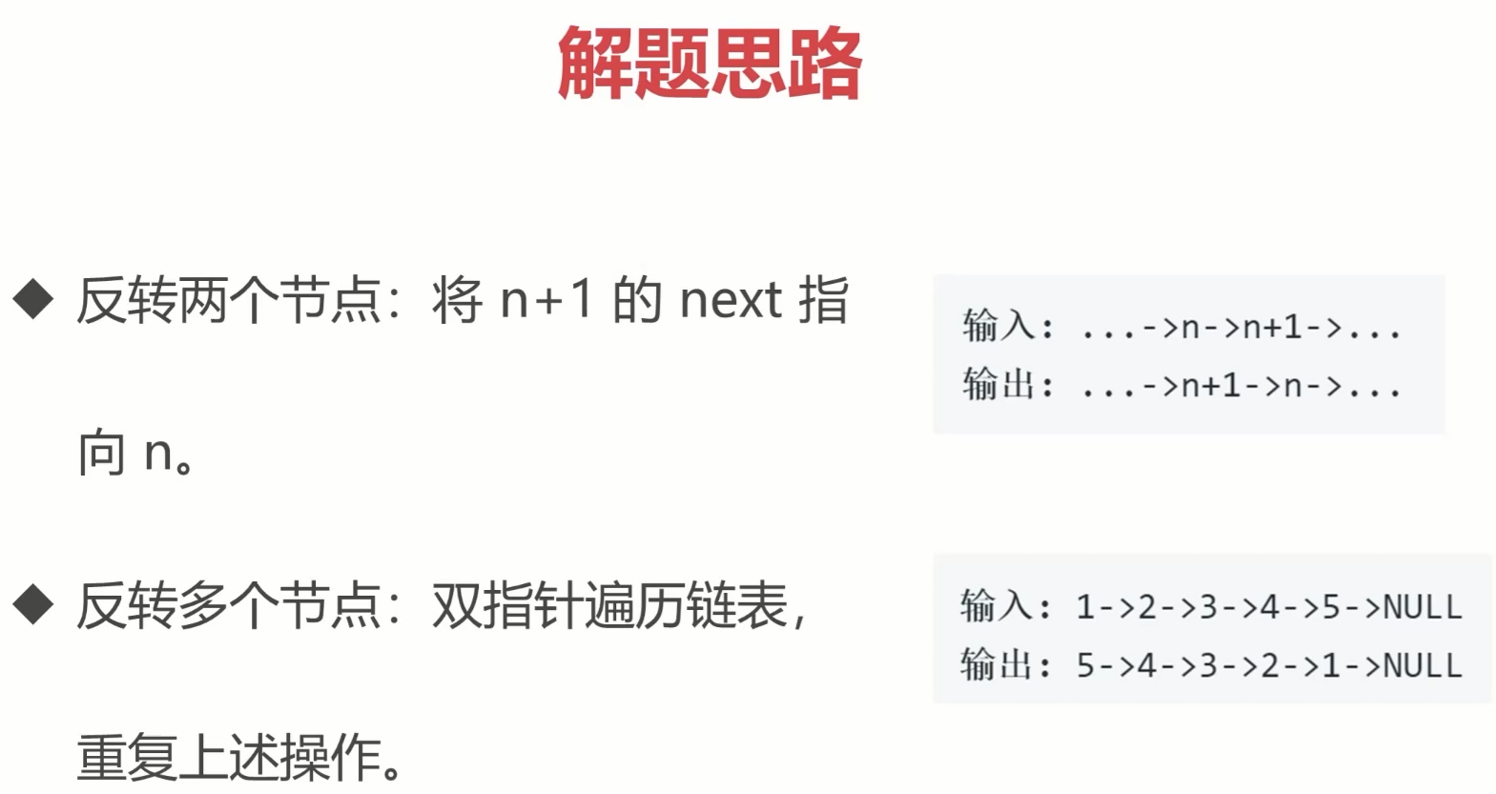 解题思路
◆ 反转两个节点：将 n+1 的 next 指
向 n。
输入: ...->n->n+1->...
输出: ...->n+1->n->...
◆ 反转多个节点：双指针遍历链表，
重复上述操作。
输入: 1->2->3->4->5->NULL
输出: 5->4->3->2->1->NULL